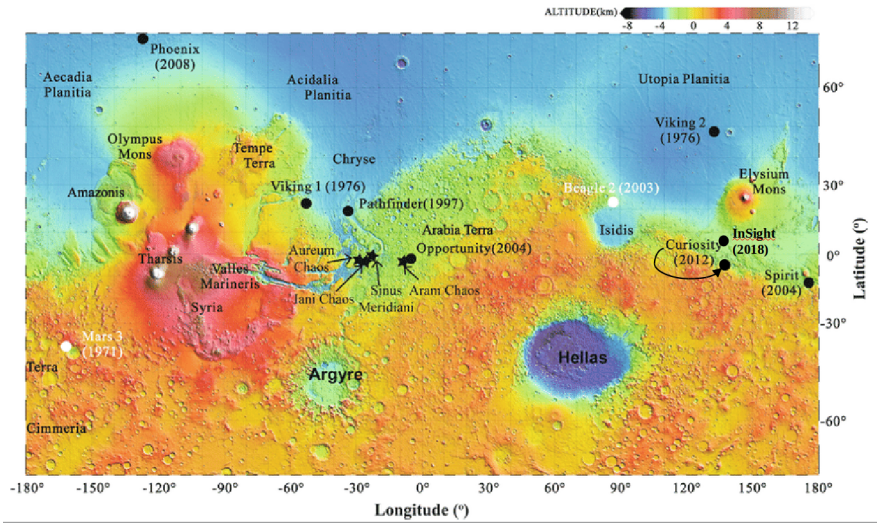 ALTITUDE(km)
-8 -4 0 4 8 12
Phoenix
(2008)
Aecadia
Planitia
Acidalia
Planitia
Utopia Planitia
60°
Viking 2
(1976)
Olympus
Mons
Tempe
Terra
Chryse
Elysium
Mons
30°
Amazonis
Viking 1 (1976)
Beagle 2 (2003)
Pathfinder(1997)
Isidis
InSight
(2018)
Arabia Terra
Opportunity(2004)
Curiosity
(2012)
0°
Aureum
Chaos
Tharsis
Valles
Marineris
Spirit
(2004)
Iani Chaos
Sinus
Meridiani
Aram Chaos
Syria
-30°
Mars 3
(1971)
Hellas
Terra
Argyre
Cimmeria
-60°
Latitude (°)
-180° -150° -120° -90° -60° -30° 0° 30° 60° 90° 120° 150° 180°
Longitude (°)